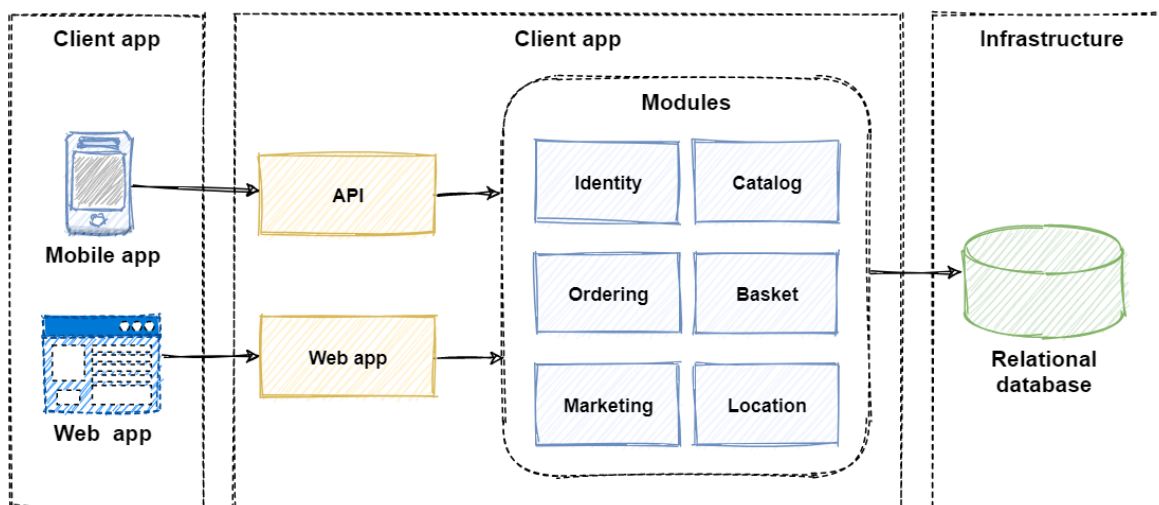 Client app
Mobile app
Web  app
Client app
API
Web app
Modules
Identity
Catalog
Ordering
Basket
Marketing
Location
Infrastructure
Relational
database